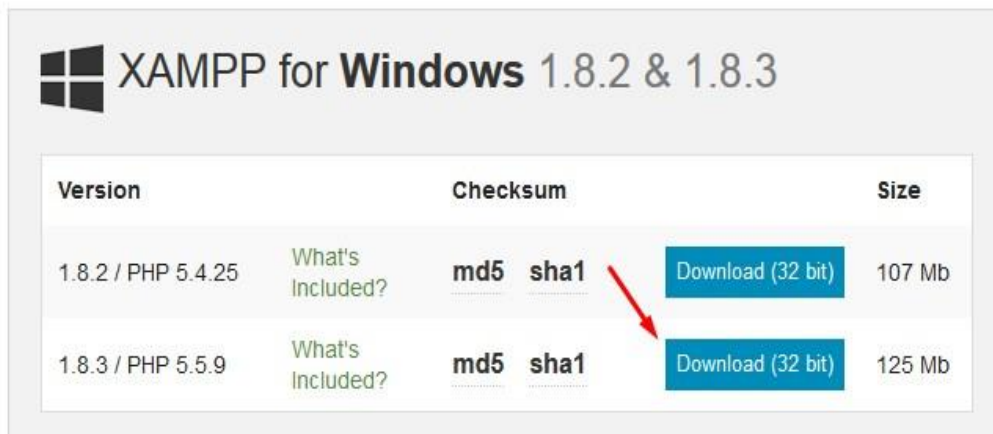 XAMPP for Windows 1.8.2 & 1.8.3
Version Checksum Size
1.8.2 / PHP 5.4.25 What's Included? md5 sha1 Download (32 bit) 107 Mb
1.8.3 / PHP 5.5.9 What's Included? md5 sha1 Download (32 bit) 125 Mb